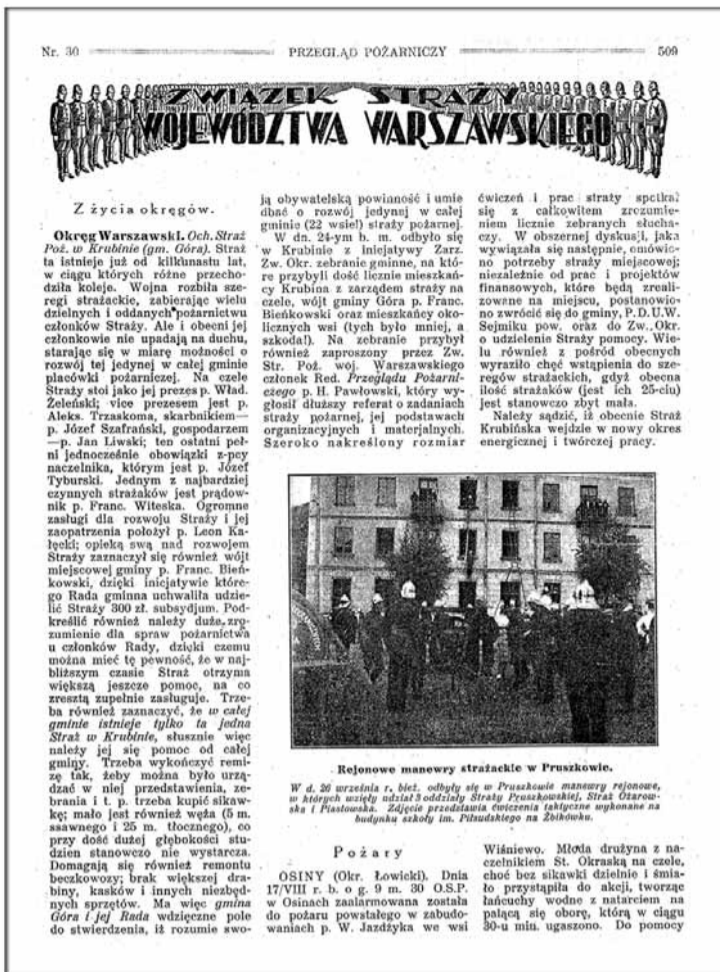 Nr. 30
PRZEGLĄD POŻARNICZY
509
ZWIĄZEK STRAŻY
WOJEWÓDZTWA WARSZAWSKIEGO
Z życia okręgów.
Okręg Warszawski. Och. Straż
Poż. w Krubinie (gm. Góra). Straż
ta istnieje już od kilkunastu lat,
w ciągu których różne przecho-
dziła koleje. Wojna rozbiła sze-
regi strażackie, zabierając wielu
dzielnych i oddanych pożarnictwu
członków Straży. Ale i obecni jej
członkowie nie upadają na duchu,
starając się w miarę możności o
rozwój tej jedynej w całej gminie
placówki pożarniczej. Na czele
Straży stoi jako jej prezes p. Wład.
Żeleński; vice prezesem jest p.
Aleks. Trzaskoma, skarbnikiem—
p. Józef Szafrański, gospodarzem
—p. Jan Liwski; ten ostatni peł-
ni jednocześnie obowiązki z-pcy
naczelnika, którym jest p. Józef
Tyburski. Jednym z najbardziej
czynnych strażaków jest prądow-
nik p. Franc. Witeska. Ogromne
zasługi dla rozwoju Straży i jej
zaopatrzenia położył p. Leon Ka-
łęcki; opieką swą nad rozwojem
Straży zaznaczył się również wójt
miejscowej gminy p. Franc. Bień-
kowski, dzięki inicjatywie które-
go Rada gminna uchwaliła udzie-
lić Straży 300 zł. subsydjum. Pod-
kreślić również należy duże zro-
zumienie dla spraw pożarnictwa
u członków Rady, dzięki czemu
można mieć tę pewność, że w naj-
bliższym czasie Straż otrzyma
większą jeszcze pomoc, na co
zresztą zupełnie zasługuje. Trze-
ba również zaznaczyć, że w całej
gminie istnieje tylko ta jedna
Straż w Krubinie, słusznie więc
należy jej się pomoc od całej
gminy. Trzeba wykończyć remi-
zę tak, żeby można było urzą-
dzać w niej przedstawienia, ze-
brania i t. p. trzeba kupić sikaw-
kę; mało jest również węża (5 m.
ssawnego i 25 m. tłocznego), co
przy dość dużej głębokości stu-
dzien stanowczo nie wystarcza.
Domagają się również remontu
beczkowozy; brak większej dra-
biny, kasków i innych niezbęd-
nych sprzętów. Ma więc gmina
Góra i jej Rada wdzięczne pole
do stwierdzenia, iż rozumie swo-
ją obywatelską powinność i umie
dbać o rozwój jedynej w całej
gminie (22 wsie!) straży pożarnej.
W dn. 24-ym b. m. odbyło się
w Krubinie z inicjatywy Zarz.
Zw. Okr. zebranie gminne, na któ-
re przybyli dość licznie mieszkań-
cy Krubina z zarządem straży na
czele, wójt gminy Góra p. Franc.
Bieńkowski oraz mieszkańcy oko-
licznych wsi (tych było mniej, a
szkoda!). Na zebranie przybył
również zaproszony przez Zw.
Str. Poż. woj. Warszawskiego
członek Red. Przeglądu Pożarni-
czego p. H. Pawłowski, który wy-
głosił dłuższy referat o zadaniach
straży pożarnej, jej podstawach
organizacyjnych i materjalnych.
Szeroko nakreślony rozmiar
ćwiczeń i prac straży spotkał
się z całkowitem zrozumie-
niem licznie zebranych słucha-
czy. W obszernej dyskusji, jaka
wywiązała się następnie, omówio-
no potrzeby straży miejscowej;
niezależnie od prac i projektów
finansowych, które będą zreali-
zowane na miejscu, postanowio-
no zwrócić się do gminy, P.D.U.W.
Sejmiku pow. oraz do Zw. Okr.
o udzielenie Straży pomocy. Wie-
lu również z pośród obecnych
wyraziło chęć wstąpienia do sze-
regów strażackich, gdyż obecna
ilość strażaków (jest ich 25-ciu)
jest stanowczo zbyt mała.
Należy sądzić, iż obecnie Straż
Krubińska wejdzie w nowy okres
energicznej i twórczej pracy.
Rejonowe manewry strażackie w Pruszkowie.
W d. 26 września r. bież. odbyły się w Pruszkowie manewry rejonowe,
w których wzięły udział 3 oddziały Straży Pruszkowskiej, Straż Ożarow-
ska i Piastowska. Zdjęcie przedstawia ćwiczenia taktyczne wykonane na
budynku szkoły im. Piłsudskiego na Żbikówku.
Pożary
OSINY (Okr. Łowicki). Dnia
17/VIII r. b. o g. 9 m. 30 O.S.P.
w Osinach zaalarmowana została
do pożaru powstałego w zabudo-
waniach p. W. Jażdżyka we wsi
Wiśniewo. Młoda drużyna z na-
czelnikiem St. Okraską na czele,
choć bez sikawki dzielnie i śmia-
ło przystąpiła do akcji, tworząc
łańcuchy wodne z natarciem na
palącą się oborę, którą w ciągu
30-u min. ugaszono. Do pomocy